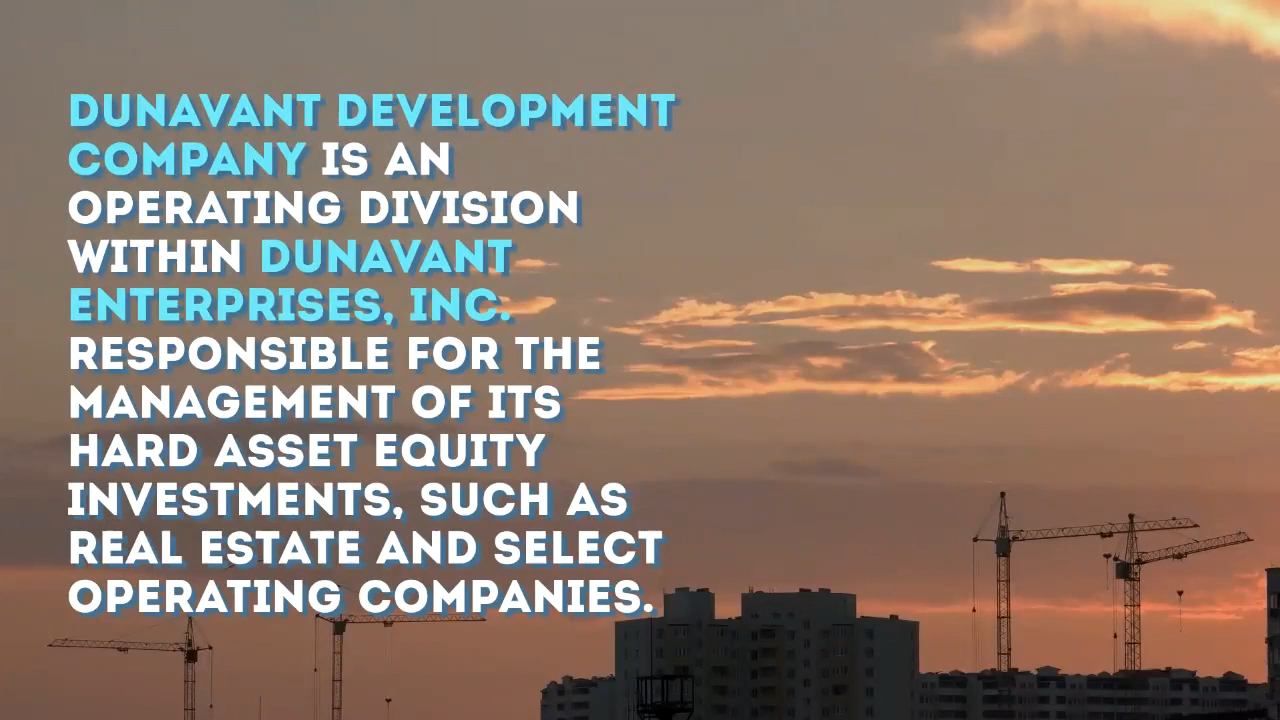 DUNAVANT DEVELOPMENT
COMPANY IS AN
OPERATING DIVISION
WITHIN DUNAVANT
ENTERPRISES, INC.
RESPONSIBLE FOR THE
MANAGEMENT OF ITS
HARD ASSET EQUITY
INVESTMENTS, SUCH AS
REAL ESTATE AND SELECT
OPERATING COMPANIES.